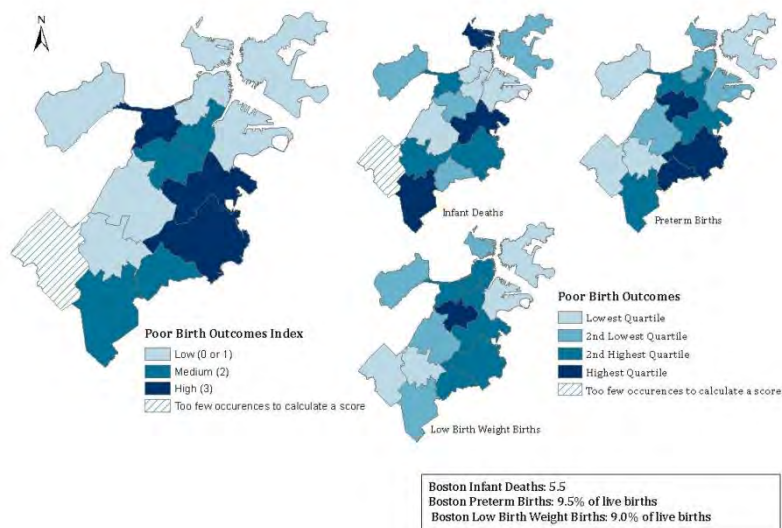 N
Infant Deaths
Preterm Births
Poor Birth Outcomes Index
Low (0 or 1)
Medium (2)
High (3)
Too few occurences to calculate a score
Low Birth Weight Births
Poor Birth Outcomes
Lowest Quartile
2nd Lowest Quartile
2nd Highest Quartile
Highest Quartile
Too few occurences to calculate a score
Boston Infant Deaths: 5.5
Boston Preterm Births: 9.5% of live births
Boston Low Birth Weight Births: 9.0% of live births